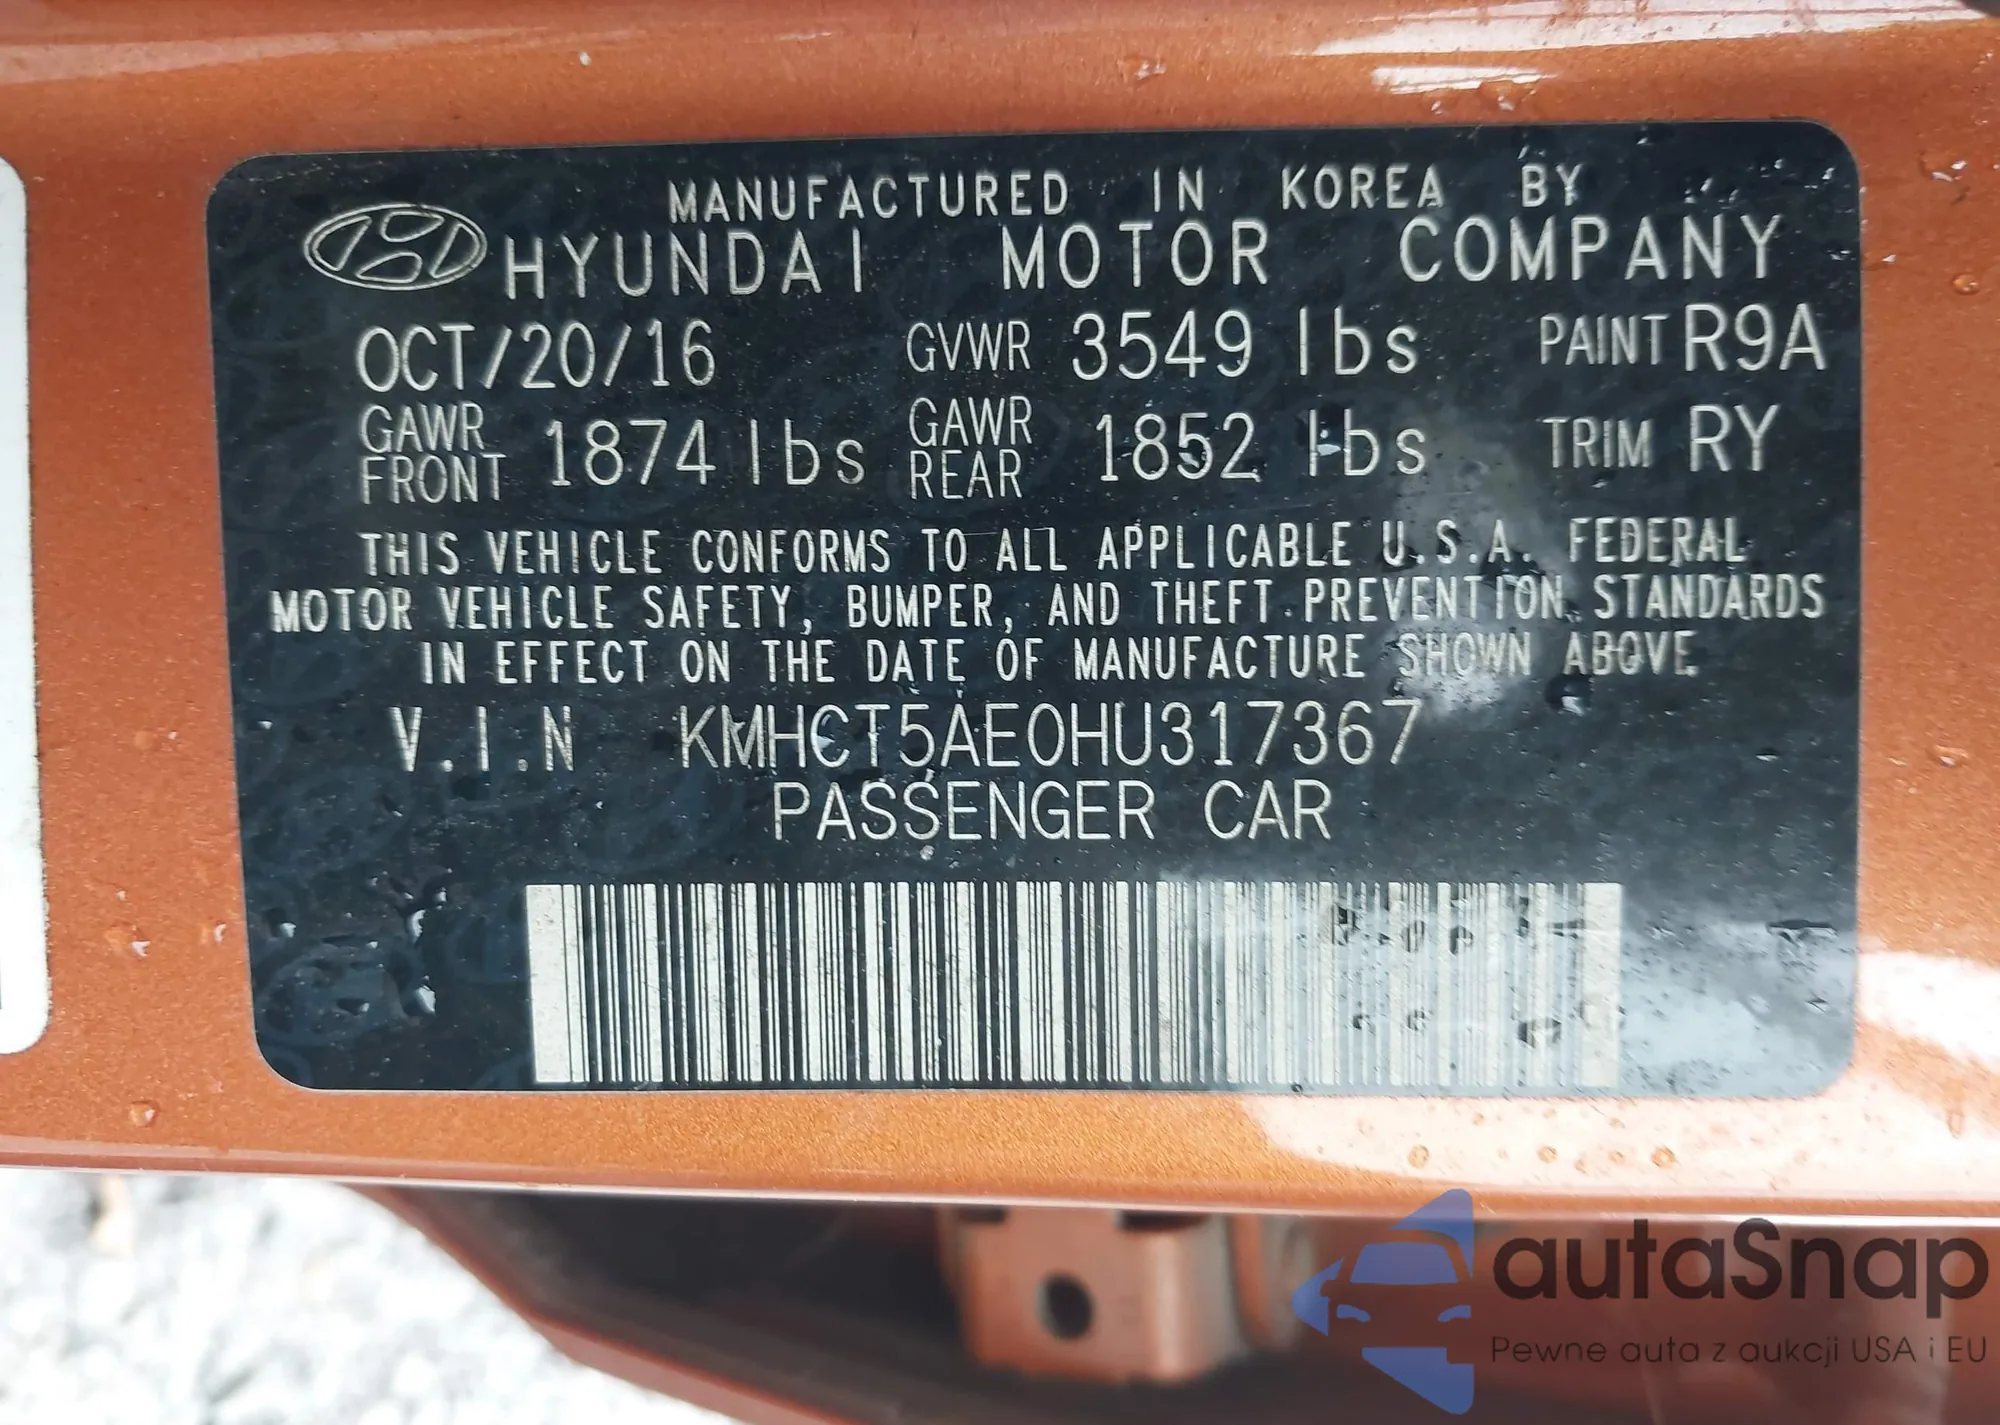 MANUFACTURED IN KOREA BY
HYUNDAI MOTOR COMPANY
OCT/20/16 GVWR 3549 lbs PAINT R9A
GAWR FRONT 1874 lbs GAWR REAR 1852 lbs TRIM RY
THIS VEHICLE CONFORMS TO ALL APPLICABLE U.S.A. FEDERAL
MOTOR VEHICLE SAFETY, BUMPER, AND THEFT PREVENTION STANDARDS
IN EFFECT ON THE DATE OF MANUFACTURE SHOWN ABOVE.
V.I.N KMHCT5AE0HU317367
PASSENGER CAR
autaSnap
Pewne auta z aukcji USA i EU